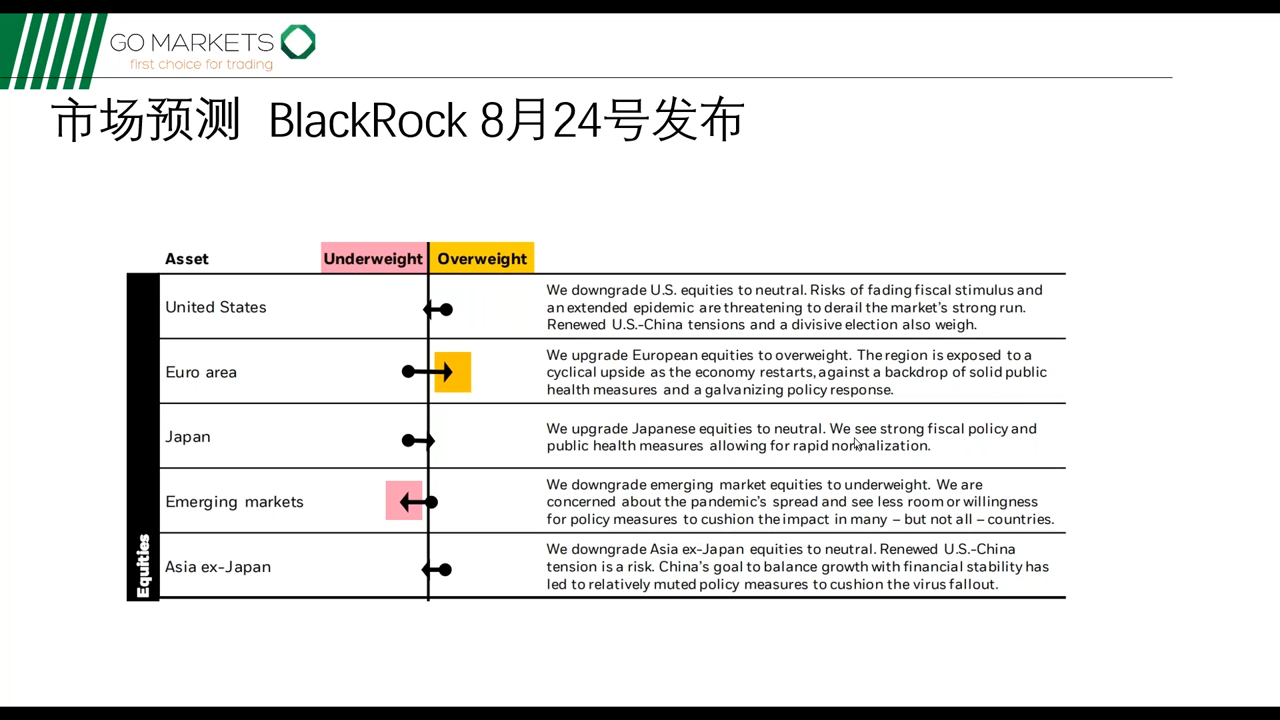 GO MARKETS
first choice for trading
市场预测 BlackRock 8月24号发布
Asset Underweight Overweight
Equities
United States
We downgrade U.S. equities to neutral. Risks of fading fiscal stimulus and
an extended epidemic are threatening to derail the market's strong run.
Renewed U.S.-China tensions and a divisive election also weigh.
Euro area
We upgrade European equities to overweight. The region is exposed to a
cyclical upside as the economy restarts, against a backdrop of solid public
health measures and a galvanizing policy response.
Japan
We upgrade Japanese equities to neutral. We see strong fiscal policy and
public health measures allowing for rapid normalization.
Emerging markets
We downgrade emerging market equities to underweight. We are
concerned about the pandemic's spread and see less room or willingness
for policy measures to cushion the impact in many – but not all – countries.
Asia ex-Japan
We downgrade Asia ex-Japan equities to neutral. Renewed U.S.-China
tension is a risk. China's goal to balance growth with financial stability has
led to relatively muted policy measures to cushion the virus fallout.